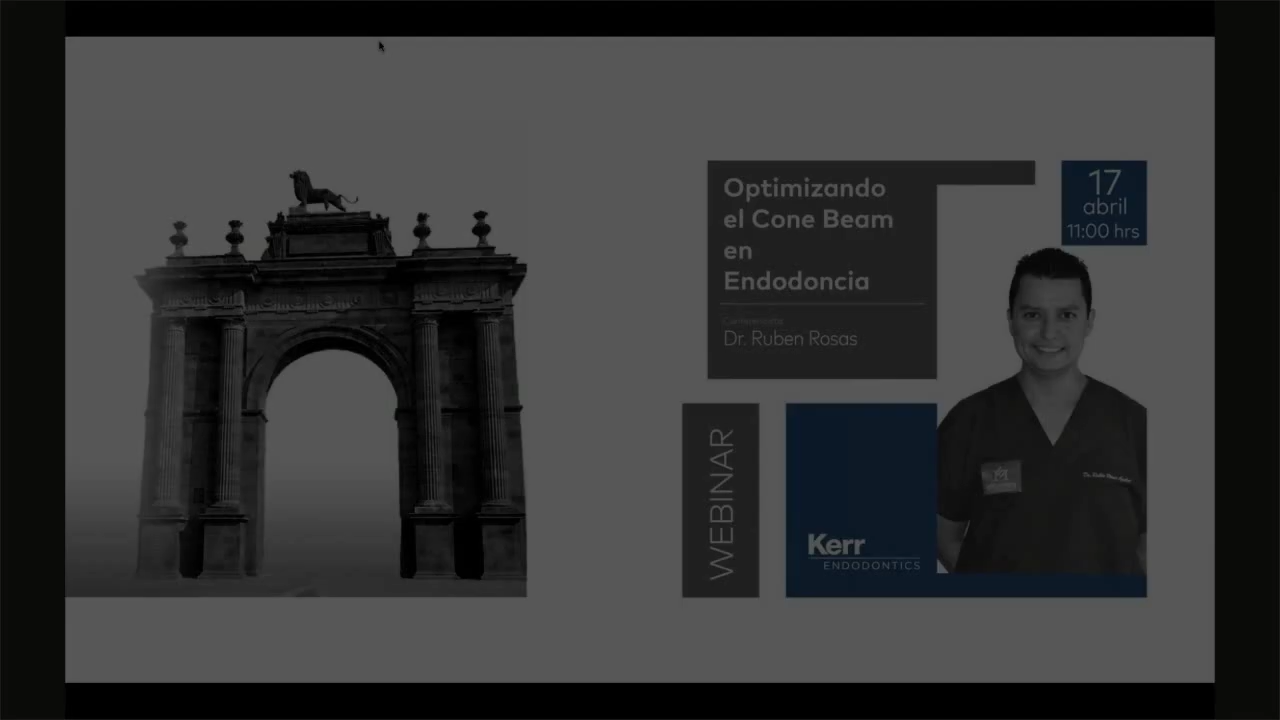 Optimizando
el Cone Beam
en
Endodoncia
Dr. Ruben Rosas
17
abril
11:00 hrs
WEBINAR
Kerr
ENDODONTICS